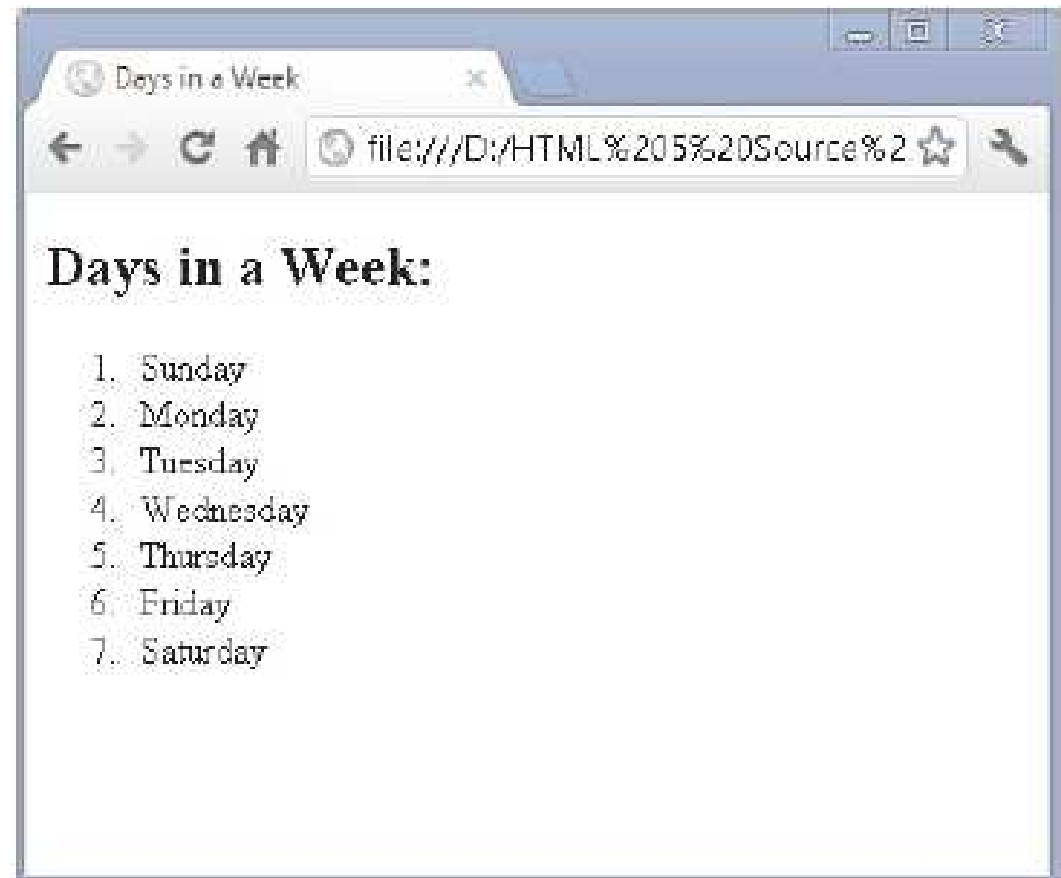 Days in a Week
file:///D:/HTML%205%20Source%2
Days in a Week:
1. Sunday
2. Monday
3. Tuesday
4. Wednesday
5. Thursday
6. Friday
7. Saturday